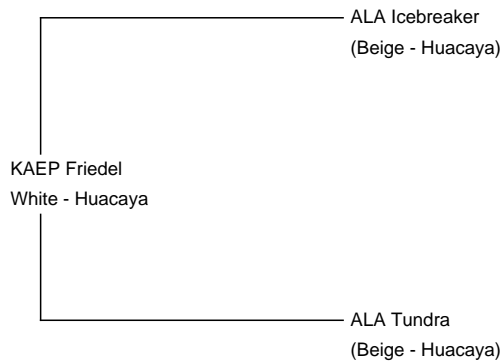 ALA Icebreaker
(Beige - Huacaya)
KAEP Friedel
White - Huacaya
ALA Tundra
(Beige - Huacaya)